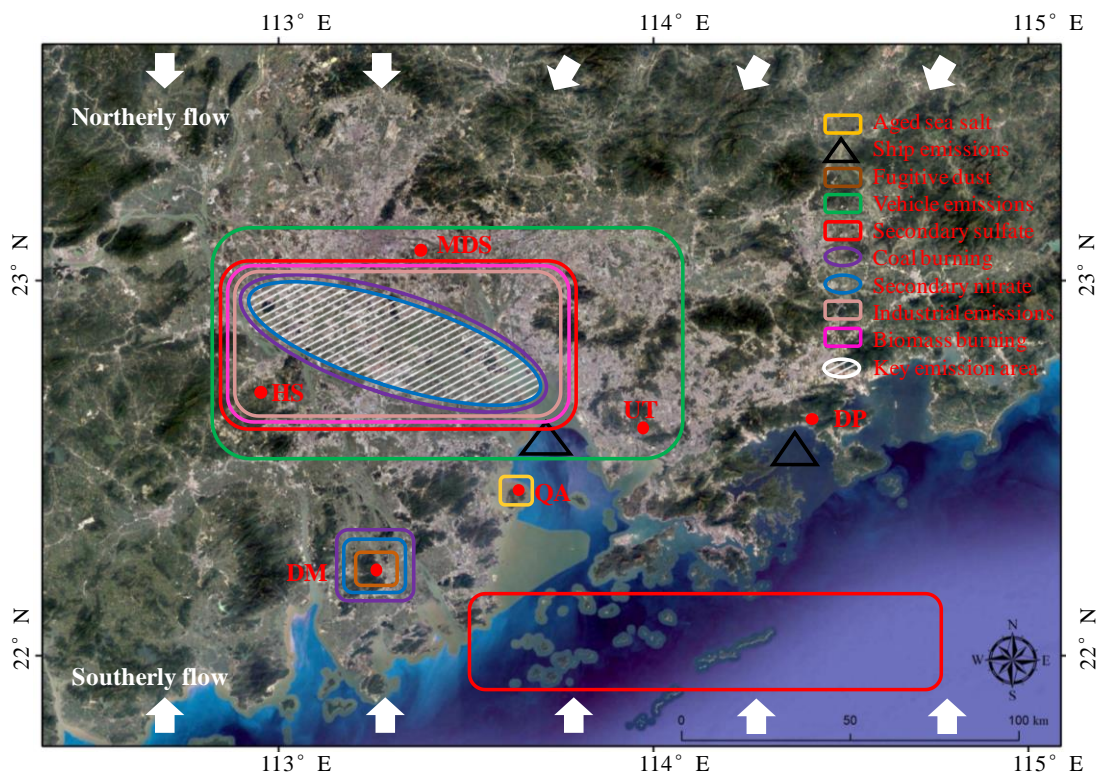 113° E 114° E 115° E
Northerly flow
Aged sea salt
Ship emissions
Fugitive dust
Vehicle emissions
Secondary sulfate
Coal burning
Secondary nitrate
Industrial emissions
Biomass burning
Key emission area
23° N
23° N
MDS
HS
UT
DP
QA
DM
22° N
22° N
Southerly flow
N
W E
S
0 50 100 km
113° E 114° E 115° E